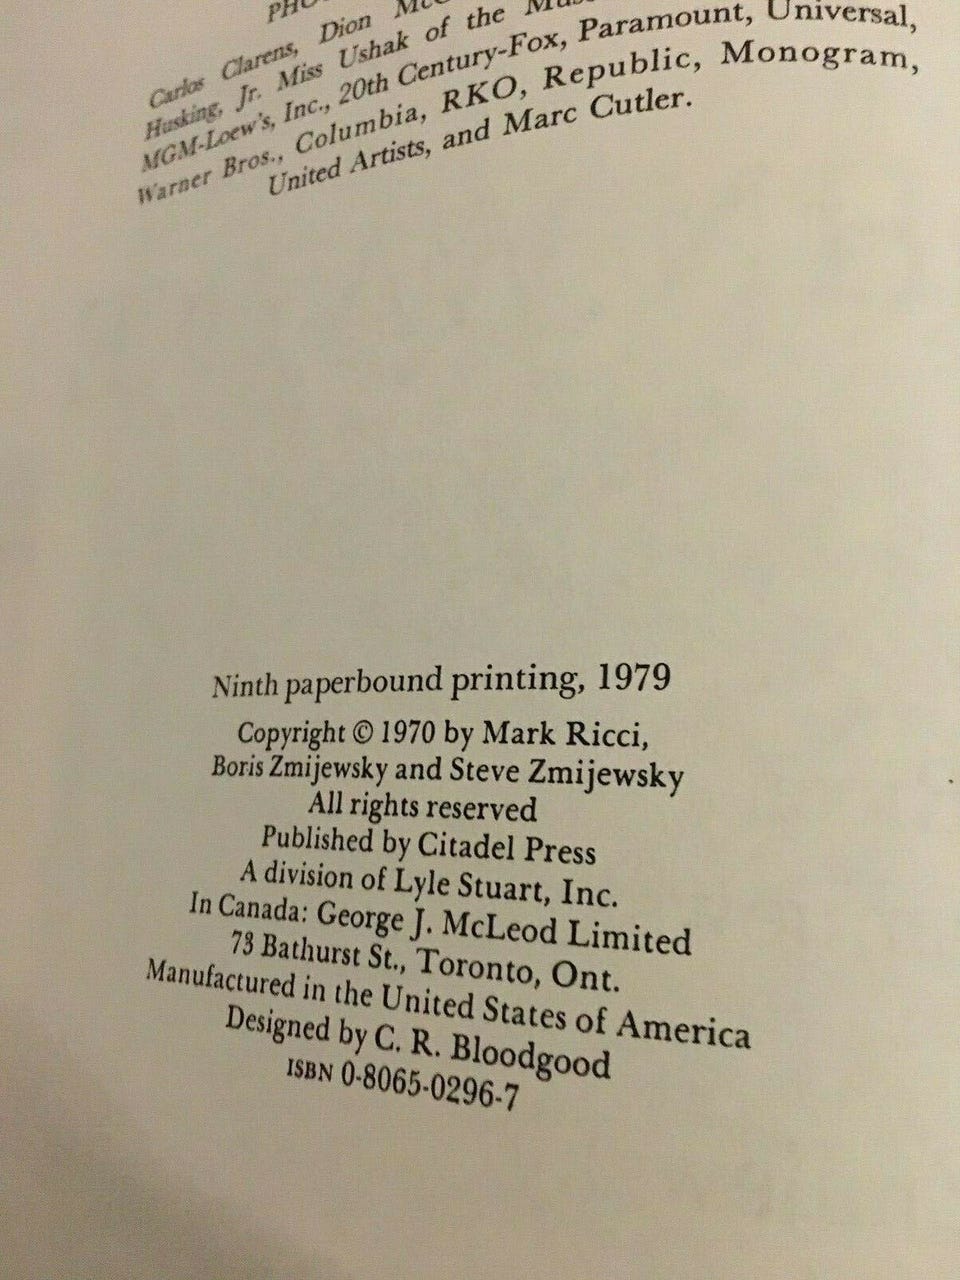 Carlos Clarens, Dion
Husking, Jr. Miss Ushak of the
MGM-Loew's, Inc., 20th Century-Fox, Paramount, Universal,
Warner Bros., Columbia, RKO, Republic, Monogram,
United Artists, and Marc Cutler.
Ninth paperbound printing, 1979
Copyright © 1970 by Mark Ricci,
Boris Zmijewsky and Steve Zmijewsky
All rights reserved
Published by Citadel Press
A division of Lyle Stuart, Inc.
In Canada: George J. McLeod Limited
73 Bathurst St., Toronto, Ont.
Manufactured in the United States of America
Designed by C. R. Bloodgood
ISBN 0-8065-0296-7